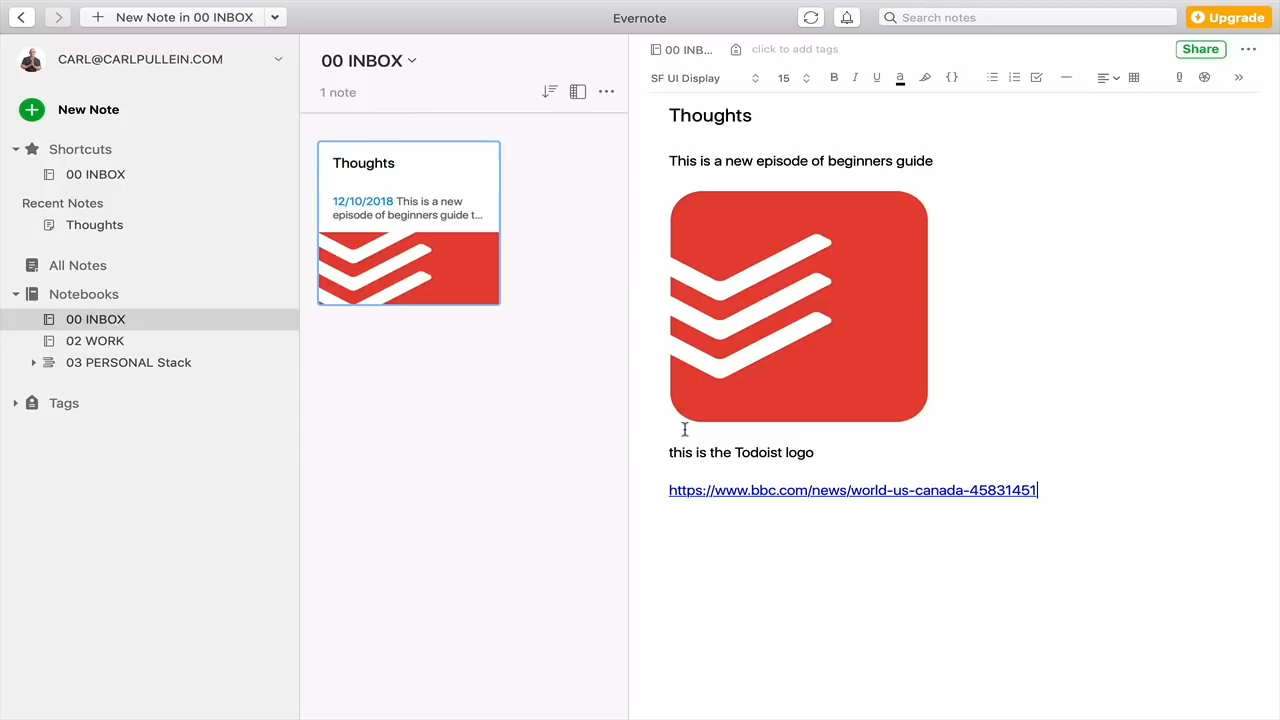 New Note in 00 INBOX
Evernote
Search notes
Upgrade
CARL@CARLPULLEIN.COM
New Note
Shortcuts
00 INBOX
Recent Notes
Thoughts
All Notes
Notebooks
00 INBOX
02 WORK
03 PERSONAL Stack
Tags
00 INBOX
1 note
Thoughts
12/10/2018 This is a new
episode of beginners guide t...
00 INB...
click to add tags
Share
SF UI Display
15
B
I
U
a
Thoughts
This is a new episode of beginners guide
this is the Todoist logo
https://www.bbc.com/news/world-us-canada-45831451